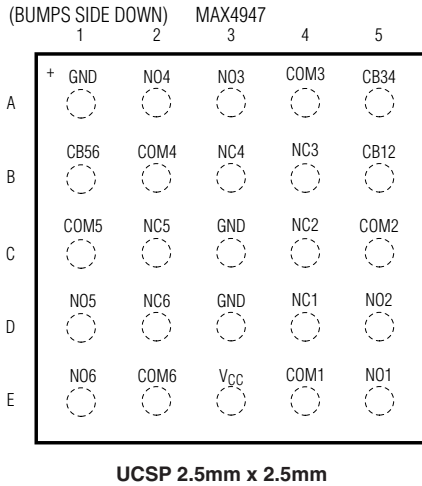 (BUMPS SIDE DOWN) MAX4947
1 2 3 4 5
+ GND NO4 NO3 COM3 CB34
A
CB56 COM4 NC4 NC3 CB12
B
COM5 NC5 GND NC2 COM2
C
NO5 NC6 GND NC1 NO2
D
NO6 COM6 VCC COM1 NO1
E
UCSP 2.5mm x 2.5mm